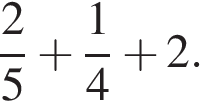 2/5 + 1/4 + 2.